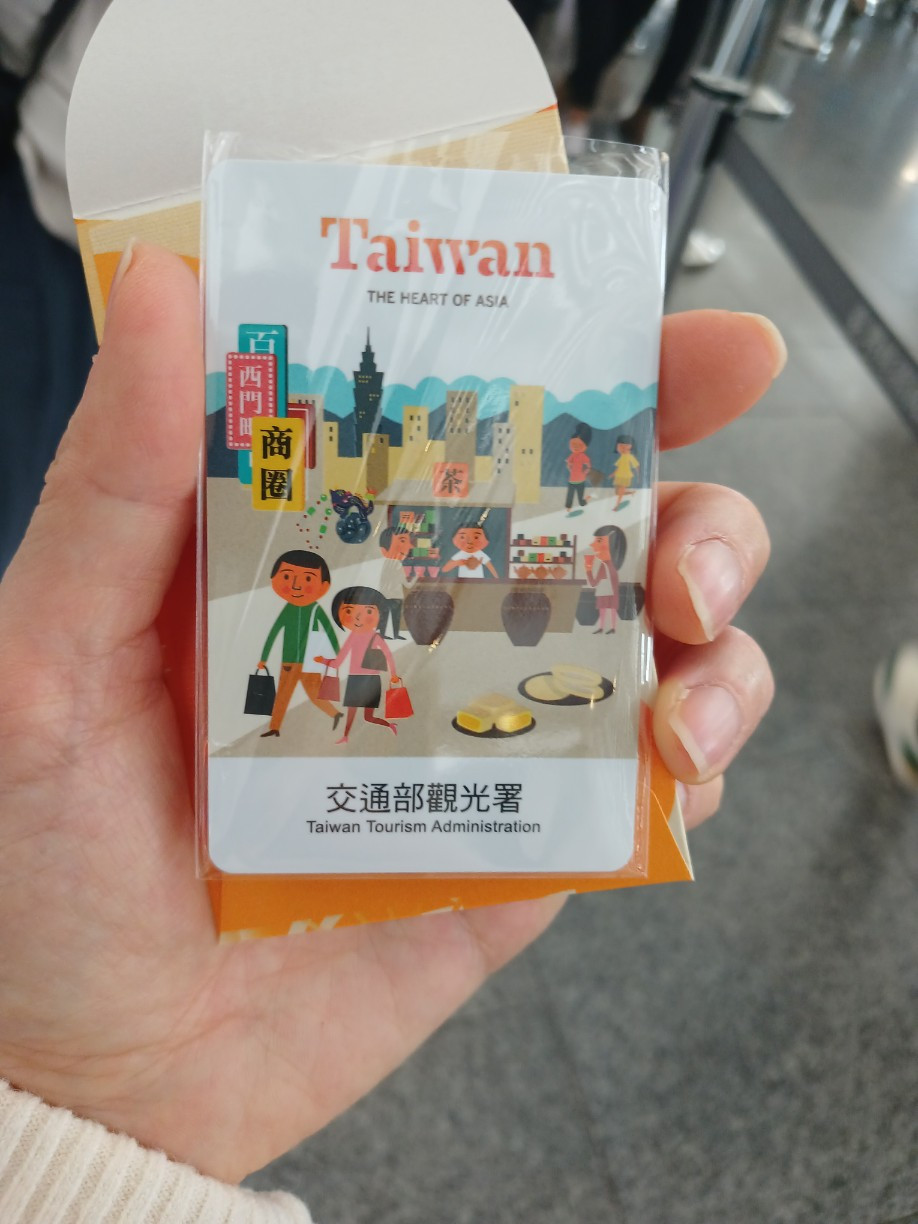 Taiwan
THE HEART OF ASIA
百
西門町
商圈
茶
交通部觀光署
Taiwan Tourism Administration